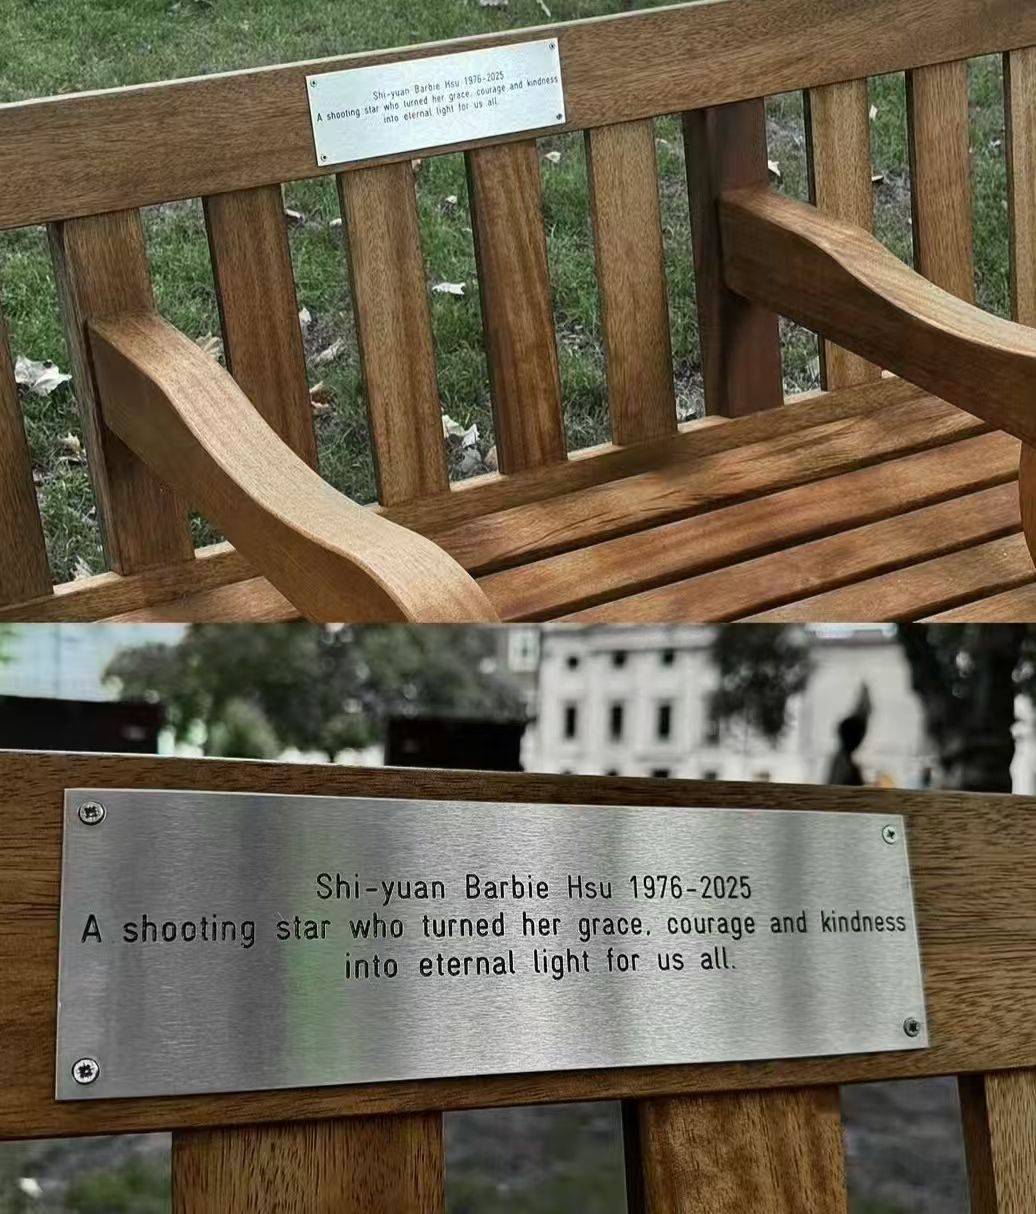 Shi-yuan Barbie Hsu 1976-2025
A shooting star who turned her grace, courage and kindness
into eternal light for us all.
Shi-yuan Barbie Hsu 1976-2025
A shooting star who turned her grace, courage and kindness
into eternal light for us all.